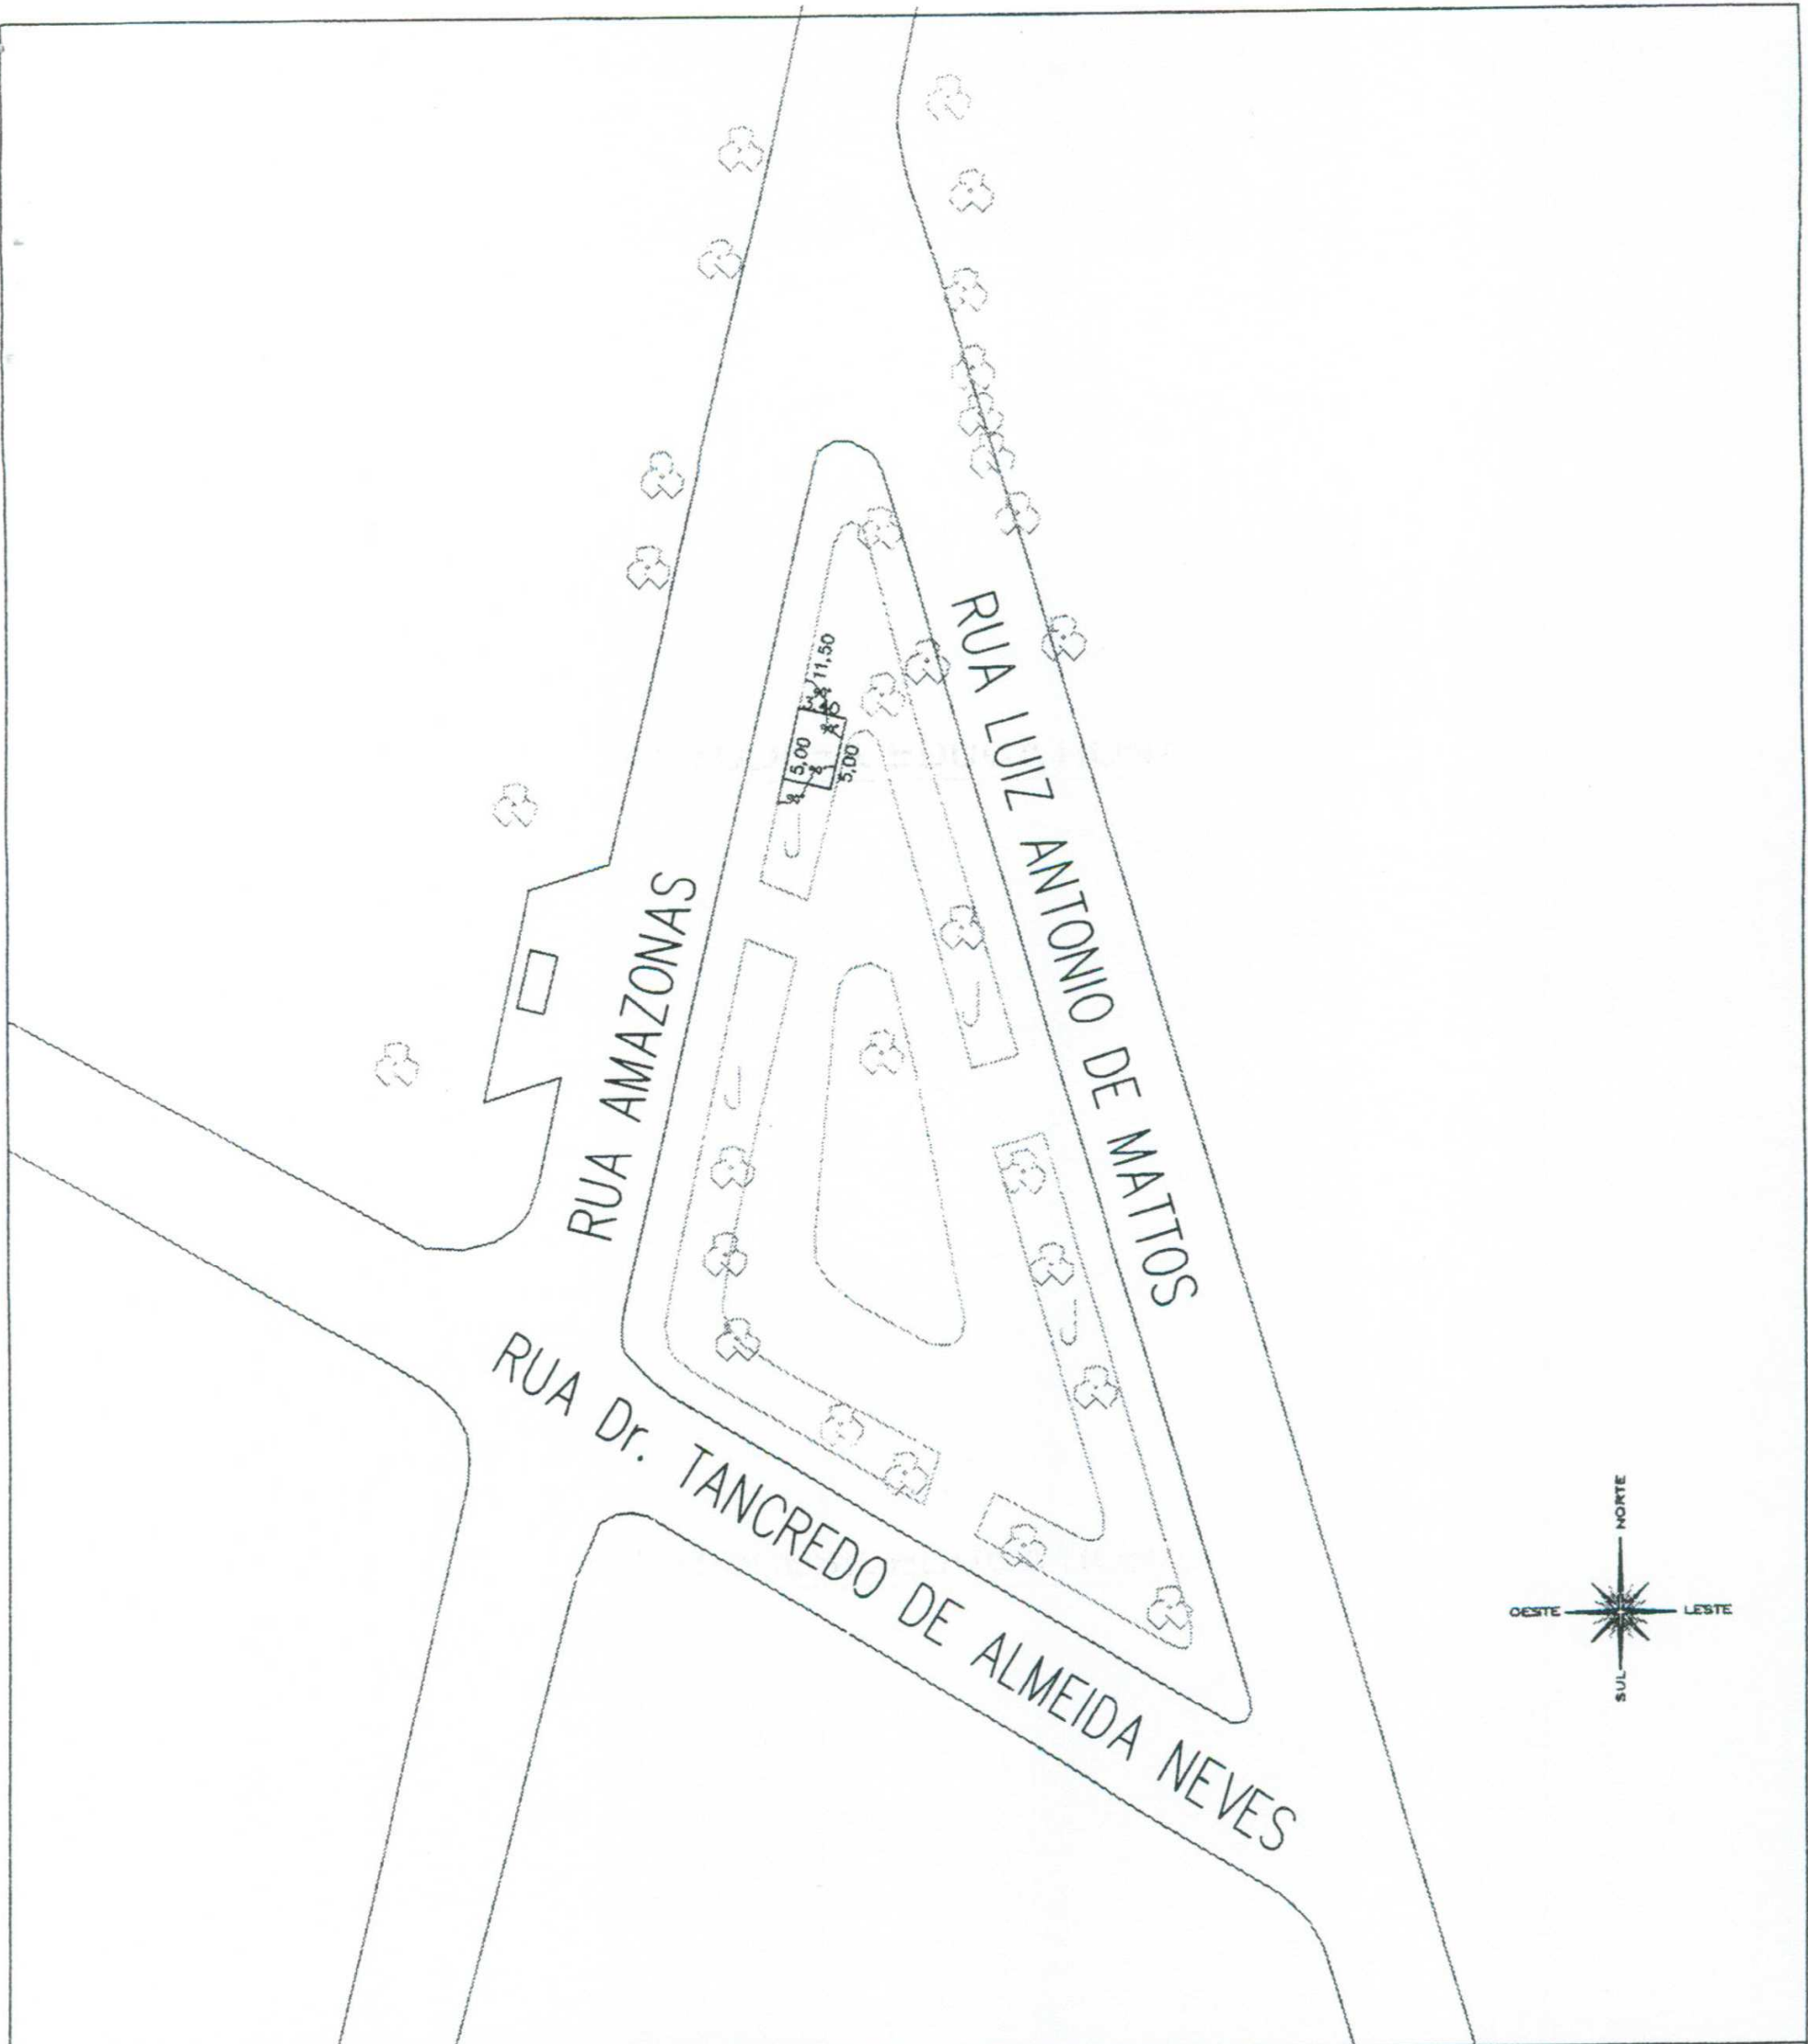 11,50
5,00
5,00
RUA LUIZ ANTONIO DE MATTOS
RUA AMAZONAS
RUA Dr. TANCREDO DE ALMEIDA NEVES
NORTE
OESTE
LESTE
SUL